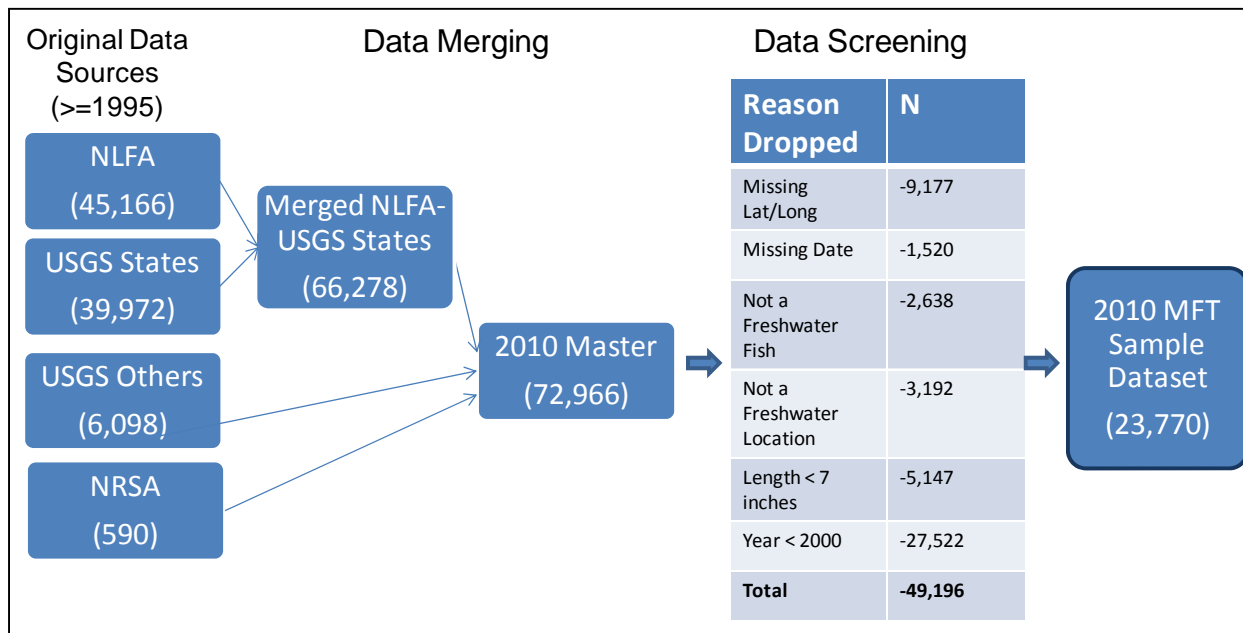 Original Data
Sources
(>=1995)
Data Merging
Data Screening
NLFA
(45,166)
USGS States
(39,972)
USGS Others
(6,098)
NRSA
(590)
Merged NLFA-
USGS States
(66,278)
2010 Master
(72,966)
Reason
Dropped
N
Missing
Lat/Long
-9,177
Missing Date
-1,520
Not a
Freshwater
Fish
-2,638
Not a
Freshwater
Location
-3,192
Length < 7
inches
-5,147
Year < 2000
-27,522
Total
-49,196
2010 MFT
Sample
Dataset
(23,770)